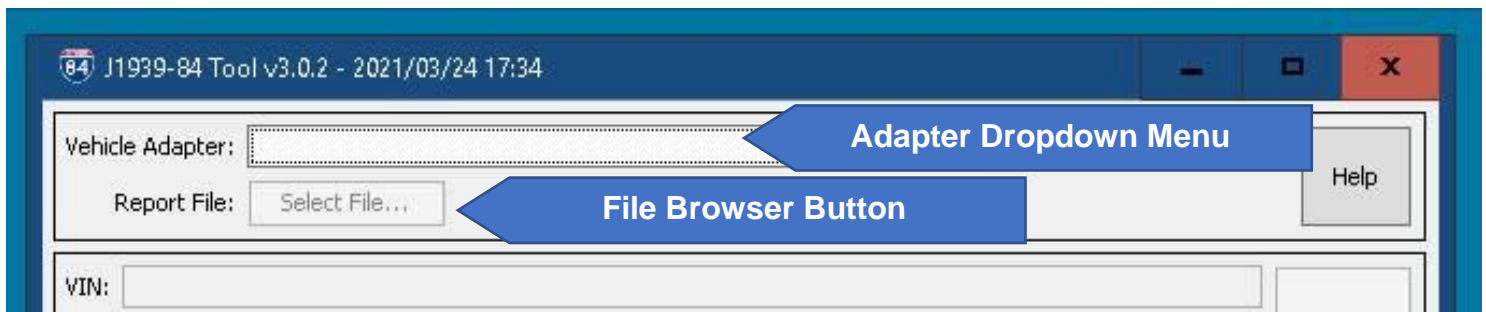 84 J1939-84 Tool v3.0.2 - 2021/03/24 17:34
Vehicle Adapter: Adapter Dropdown Menu
Help
Report File: Select File... File Browser Button
VIN: